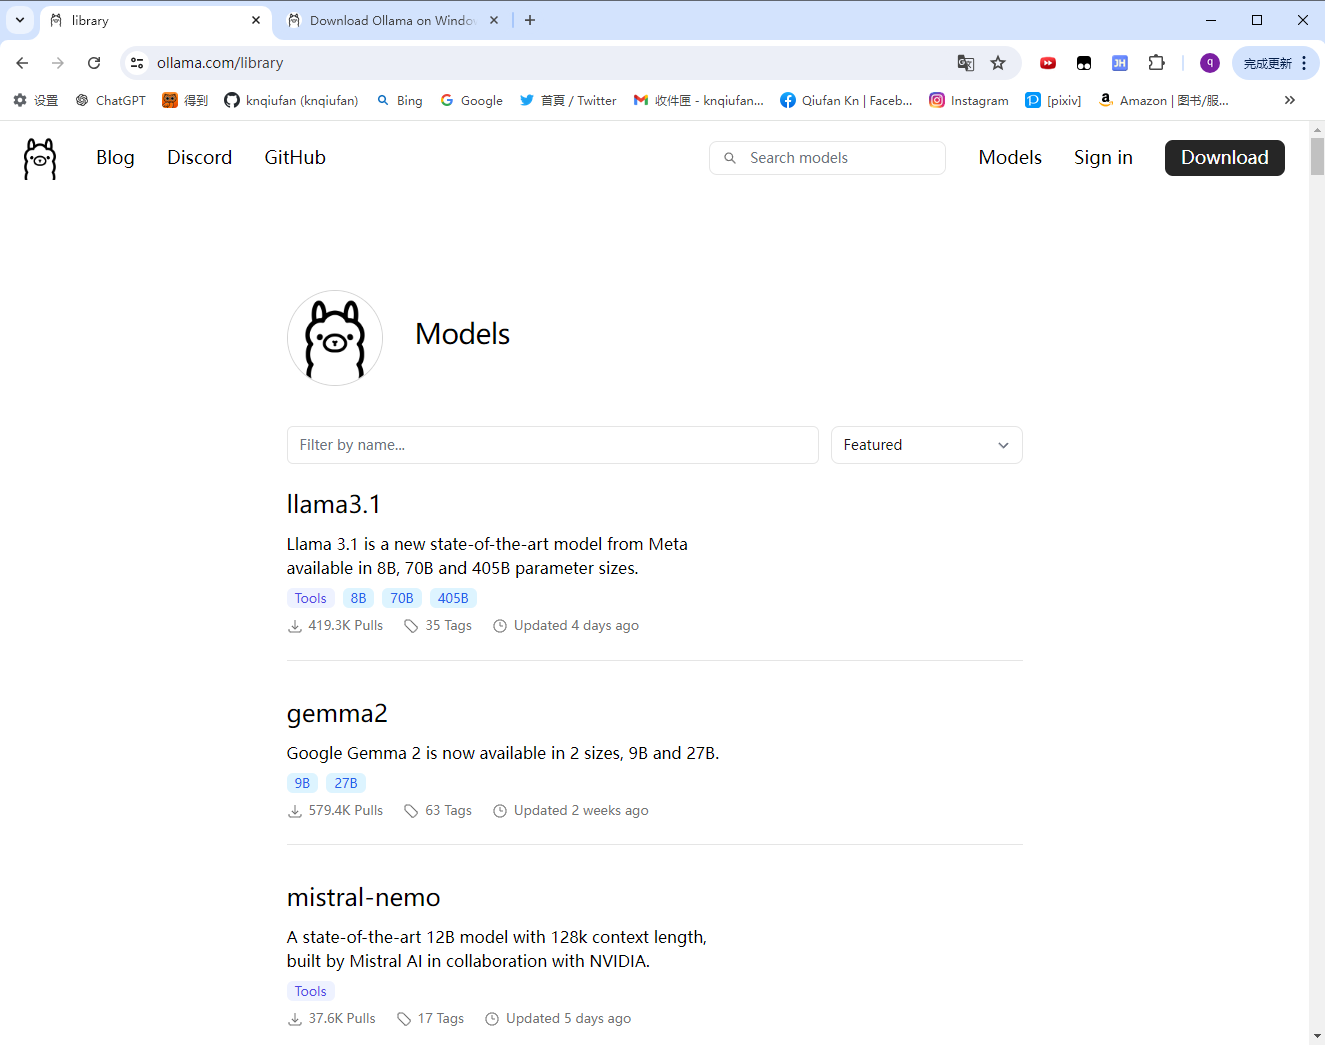 library
Download Ollama on Windo
ollama.com/library
q
完成更新
设置
ChatGPT
得到
knqiufan (knqiufan)
Bing
Google
首頁 / Twitter
收件匣 - knqiufan...
Qiufan Kn | Faceb...
Instagram
[pixiv]
Amazon | 图书/服...
Blog
Discord
GitHub
Search models
Models
Sign in
Download
Models
Filter by name...
Featured
llama3.1
Llama 3.1 is a new state-of-the-art model from Meta
available in 8B, 70B and 405B parameter sizes.
Tools 8B 70B 405B
419.3K Pulls 35 Tags Updated 4 days ago
gemma2
Google Gemma 2 is now available in 2 sizes, 9B and 27B.
9B 27B
579.4K Pulls 63 Tags Updated 2 weeks ago
mistral-nemo
A state-of-the-art 12B model with 128k context length,
built by Mistral AI in collaboration with NVIDIA.
Tools
37.6K Pulls 17 Tags Updated 5 days ago